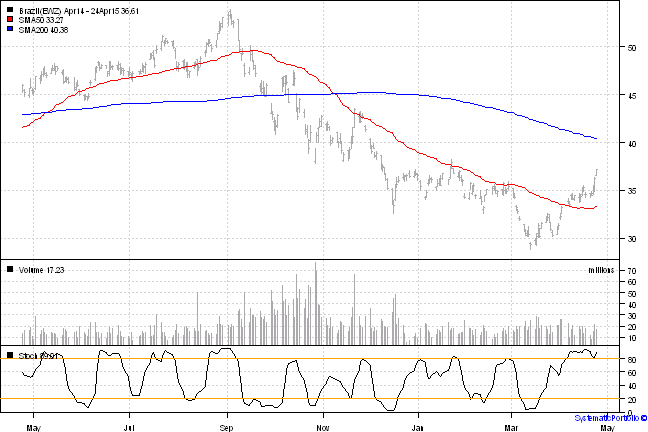 Brazil(EWZ) Apr14 - 24Apr15 36.61
SMA50 33.27
SMA200 40.38
50
45
40
35
30
Volume 17.23
millions
70
60
50
40
30
20
10
80
60
40
20
0
May
Jul
Sep
Nov
Jan
Mar
May
SystematicPortfolio ©